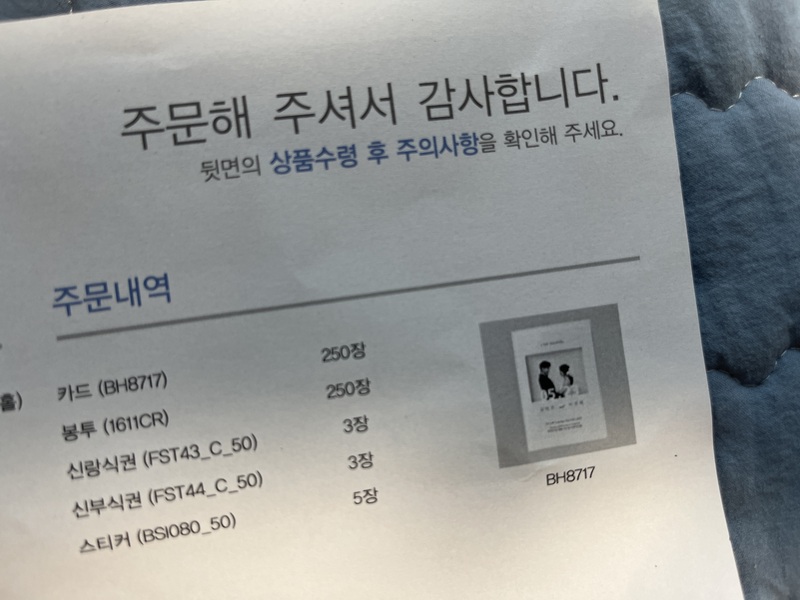 주문해 주셔서 감사합니다.
뒷면의 상품수령 후 주의사항을 확인해 주세요.
주문내역
홀)
카드 (BH8717) 250장
봉투 (1611CR) 250장
신랑식권 (FST43_C_50) 3장
신부식권 (FST44_C_50) 3장
스티커 (BSI080_50) 5장
BH8717